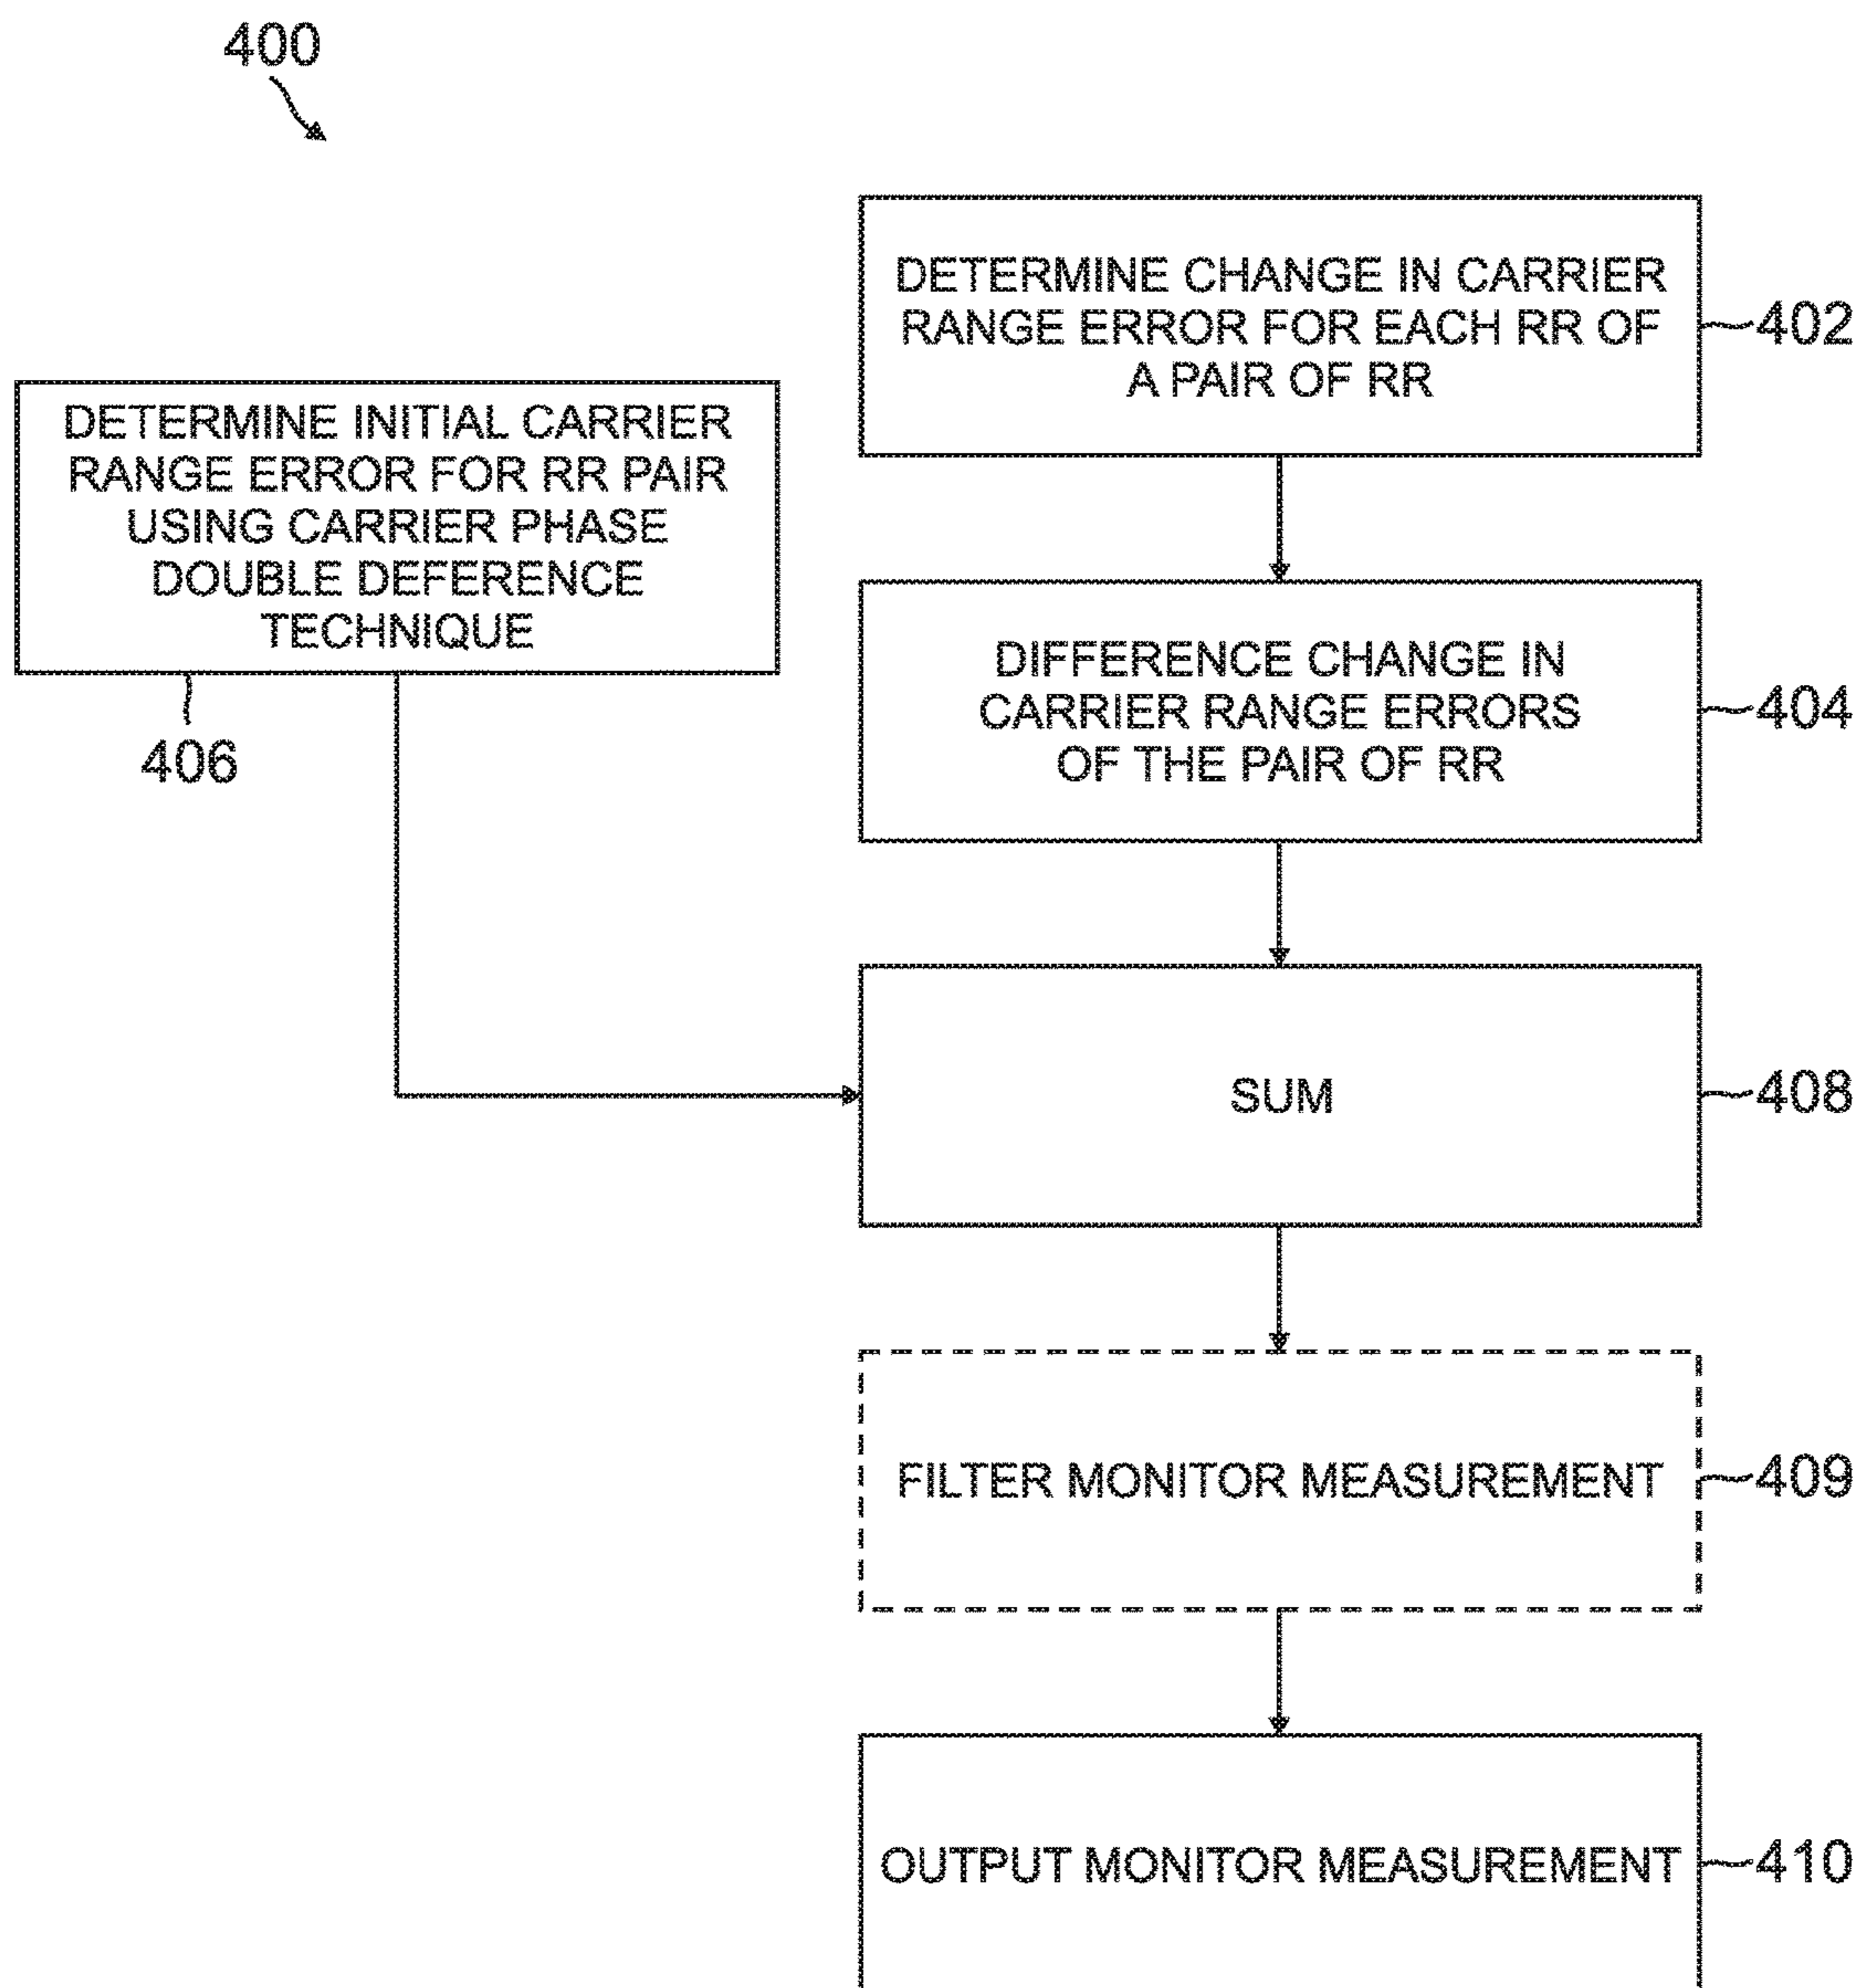 400
DETERMINE CHANGE IN CARRIER
RANGE ERROR FOR EACH RR OF
A PAIR OF RR
402
DETERMINE INITIAL CARRIER
RANGE ERROR FOR RR PAIR
USING CARRIER PHASE
DOUBLE DEFERENCE
TECHNIQUE
406
DIFFERENCE CHANGE IN
CARRIER RANGE ERRORS
OF THE PAIR OF RR
404
SUM
408
FILTER MONITOR MEASUREMENT
409
OUTPUT MONITOR MEASUREMENT
410